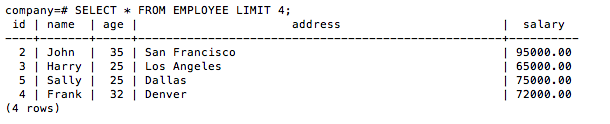 company=# SELECT * FROM EMPLOYEE LIMIT 4;
 id | name  | age |                      address                       |  salary
----+-------+-----+----------------------------------------------------+----------
  2 | John  |  35 | San Francisco                                      | 95000.00
  3 | Harry |  25 | Los Angeles                                        | 65000.00
  5 | Sally |  25 | Dallas                                             | 75000.00
  4 | Frank |  32 | Denver                                             | 72000.00
(4 rows)